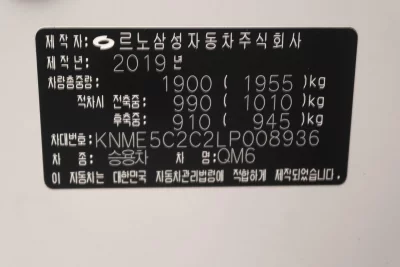 제작자: 르노삼성자동차주식회사
제작년: 2019년
차량총중량: 1900 ( 1955)kg
적차시 전축중: 990 ( 1010)kg
후축중: 910 ( 945)kg
차대번호:KNME5C2C2LP008936
차 종: 승용차 차 명:QM6
이 자동차는 대한민국 자동차관리법령에 적합하게 제작되었습니다.